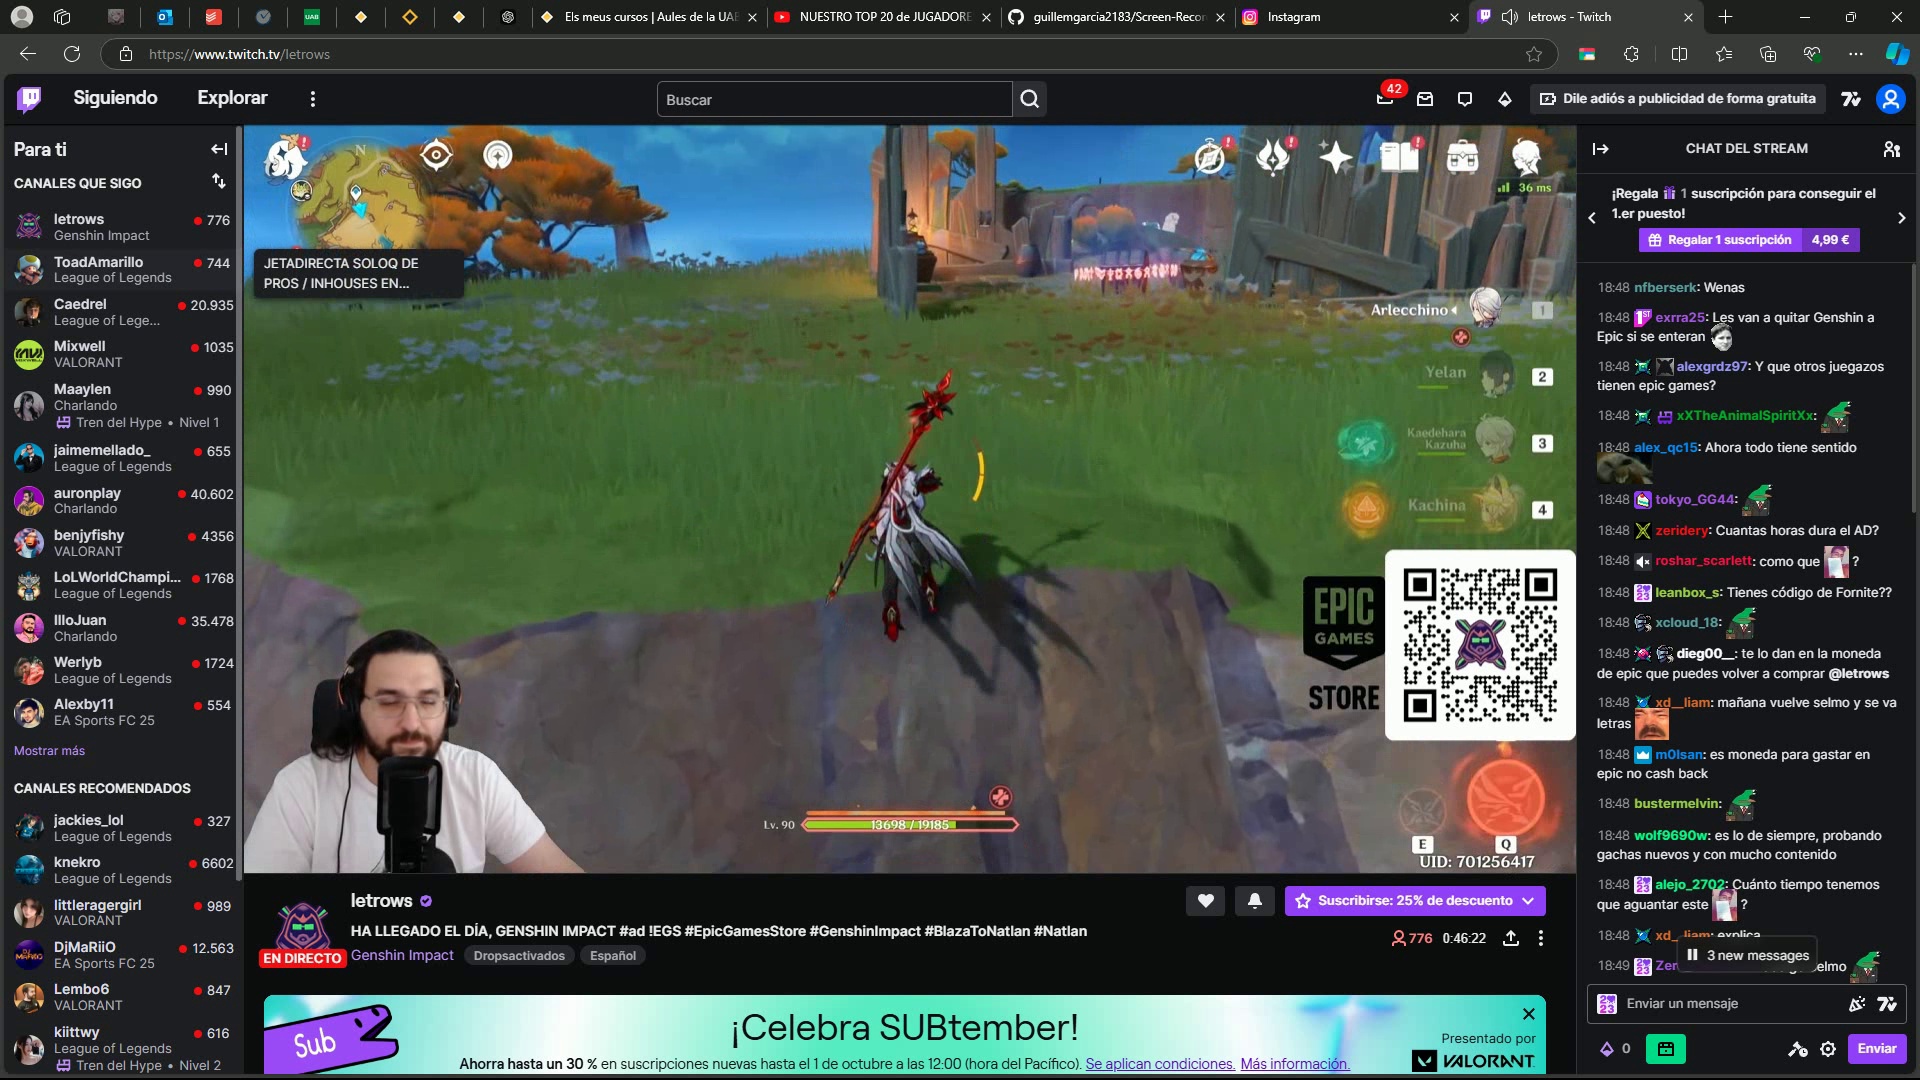 Els meus cursos | Aules de la UAB
NUESTRO TOP 20 de JUGADORE
guillemgarcia2183/Screen-Recor
Instagram
letrows - Twitch
https://www.twitch.tv/letrows
Siguiendo
Explorar
Buscar
42
Dile adiós a publicidad de forma gratuita
Para ti
CANALES QUE SIGO
letrows
776
Genshin Impact
ToadAmarillo
744
League of Legends
Caedrel
20.935
League of Lege...
Mixwell
1035
VALORANT
Maaylen
990
Charlando
Tren del Hype • Nivel 1
jaimemellado_
655
League of Legends
auronplay
40.602
Charlando
benjyfishy
4356
VALORANT
LoLWorldChampi...
1768
League of Legends
IlloJuan
35.478
Charlando
Werlyb
1724
League of Legends
Alexby11
554
EA Sports FC 25
Mostrar más
CANALES RECOMENDADOS
jackies_lol
327
League of Legends
knekro
6602
League of Legends
littleragergirl
989
VALORANT
DjMaRiiO
12.563
EA Sports FC 25
Lembo6
847
VALORANT
kiittwy
616
League of Legends
Tren del Hype • Nivel 2
N
36 ms
JETADIRECTA SOLOQ DE
PROS / INHOUSES EN...
Arlecchino
1
Yelan
2
Kaedehara
Kazuha
3
Kachina
4
EPIC
GAMES
STORE
Lv. 90
13698 / 19185
E
Q
UID: 701256417
letrows
HA LLEGADO EL DÍA, GENSHIN IMPACT #ad !EGS #EpicGamesStore #GenshinImpact #BlazaToNatlan #Natlan
EN DIRECTO
Genshin Impact
Dropsactivados
Español
Suscribirse: 25% de descuento
776
0:46:22
Sub
¡Celebra SUBtember!
Ahorra hasta un 30 % en suscripciones nuevas hasta el 1 de octubre a las 12:00 (hora del Pacífico). Se aplican condiciones. Más información.
Presentado por
VALORANT
CHAT DEL STREAM
¡Regala 1 suscripción para conseguir el
1.er puesto!
Regalar 1 suscripción
4,99 €
18:48 nfberserk: Wenas
18:48 exrra25: Les van a quitar Genshin a
Epic si se enteran
18:48 alexgrdz97: Y que otros juegazos
tienen epic games?
18:48 xXTheAnimalSpiritXx:
18:48 alex_qc15: Ahora todo tiene sentido
18:48 tokyo_GG44:
18:48 zeridery: Cuantas horas dura el AD?
18:48 roshar_scarlett: como que ?
18:48 leanbox_s: Tienes código de Fornite??
18:48 xcloud_18:
18:48 dieg00__: te lo dan en la moneda
de epic que puedes volver a comprar @letrows
18:48 xd__liam: mañana vuelve selmo y se va
letras
18:48 m0lsan: es moneda para gastar en
epic no cash back
18:48 bustermelvin:
18:48 wolf9690w: es lo de siempre, probando
gachas nuevos y con mucho contenido
18:48 alejo_2702: Cuánto tiempo tenemos
que aguantar este ?
18:48 xd__liam: explica
3 new messages
18:49 Zer
elmo
Enviar un mensaje
0
Enviar